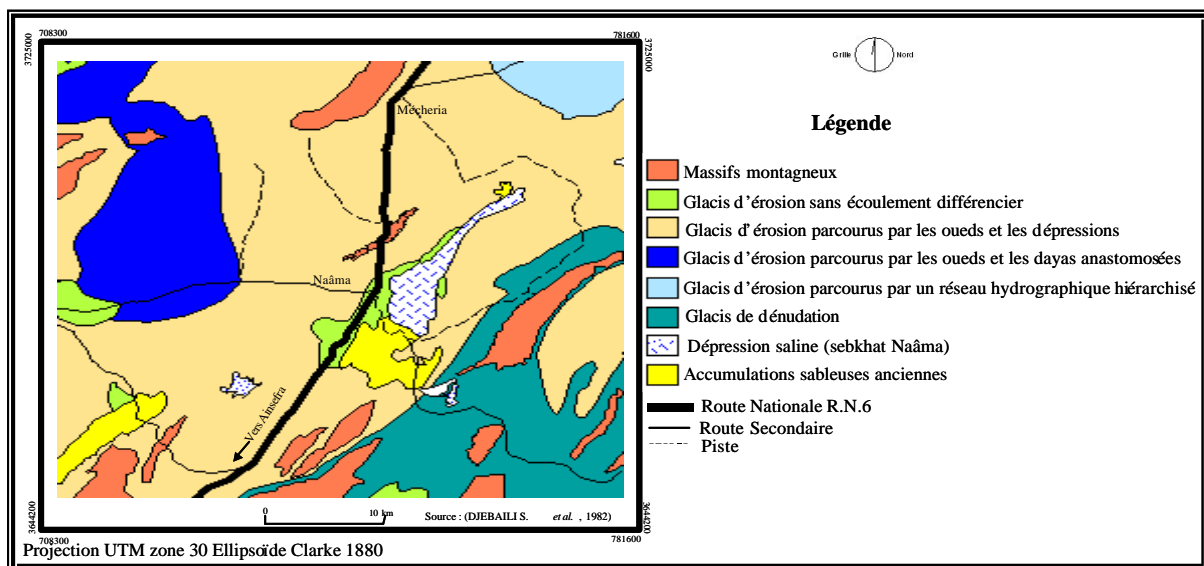 708300
781600
3725000
3725000
Grille
Nord
Mécheria
Naâma
Vers Ainsefra
Légende
Massifs montagneux
Glacis d'érosion sans écoulement différencier
Glacis d'érosion parcourus par les oueds et les dépressions
Glacis d'érosion parcourus par les oueds et les dayas anastomosées
Glacis d'érosion parcourus par un réseau hydrographique hiérarchisé
Glacis de dénudation
Dépression saline (sebkhat Naâma)
Accumulations sableuses anciennes
Route Nationale R.N.6
Route Secondaire
Piste
0 10 km
Source : (DJEBAILI S. et al. , 1982)
3644200
3644200
708300
781600
Projection UTM zone 30 Ellipsoïde Clarke 1880